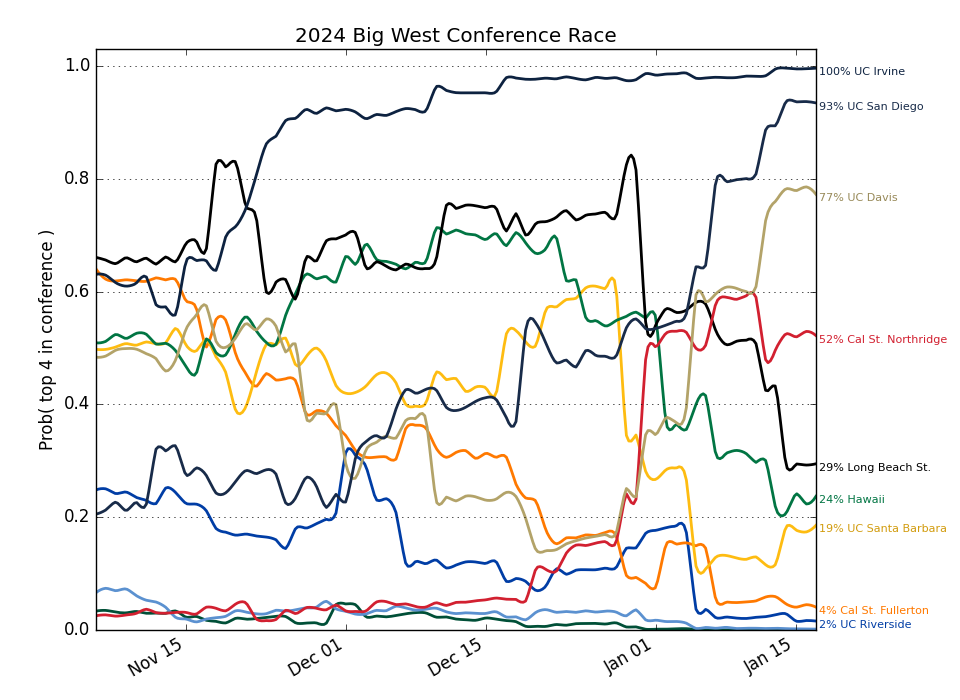 2024 Big West Conference Race
Prob( top 4 in conference )
1.0
0.8
0.6
0.4
0.2
0.0
Nov 15
Dec 01
Dec 15
Jan 01
Jan 15
100% UC Irvine
93% UC San Diego
77% UC Davis
52% Cal St. Northridge
29% Long Beach St.
24% Hawaii
19% UC Santa Barbara
4% Cal St. Fullerton
2% UC Riverside